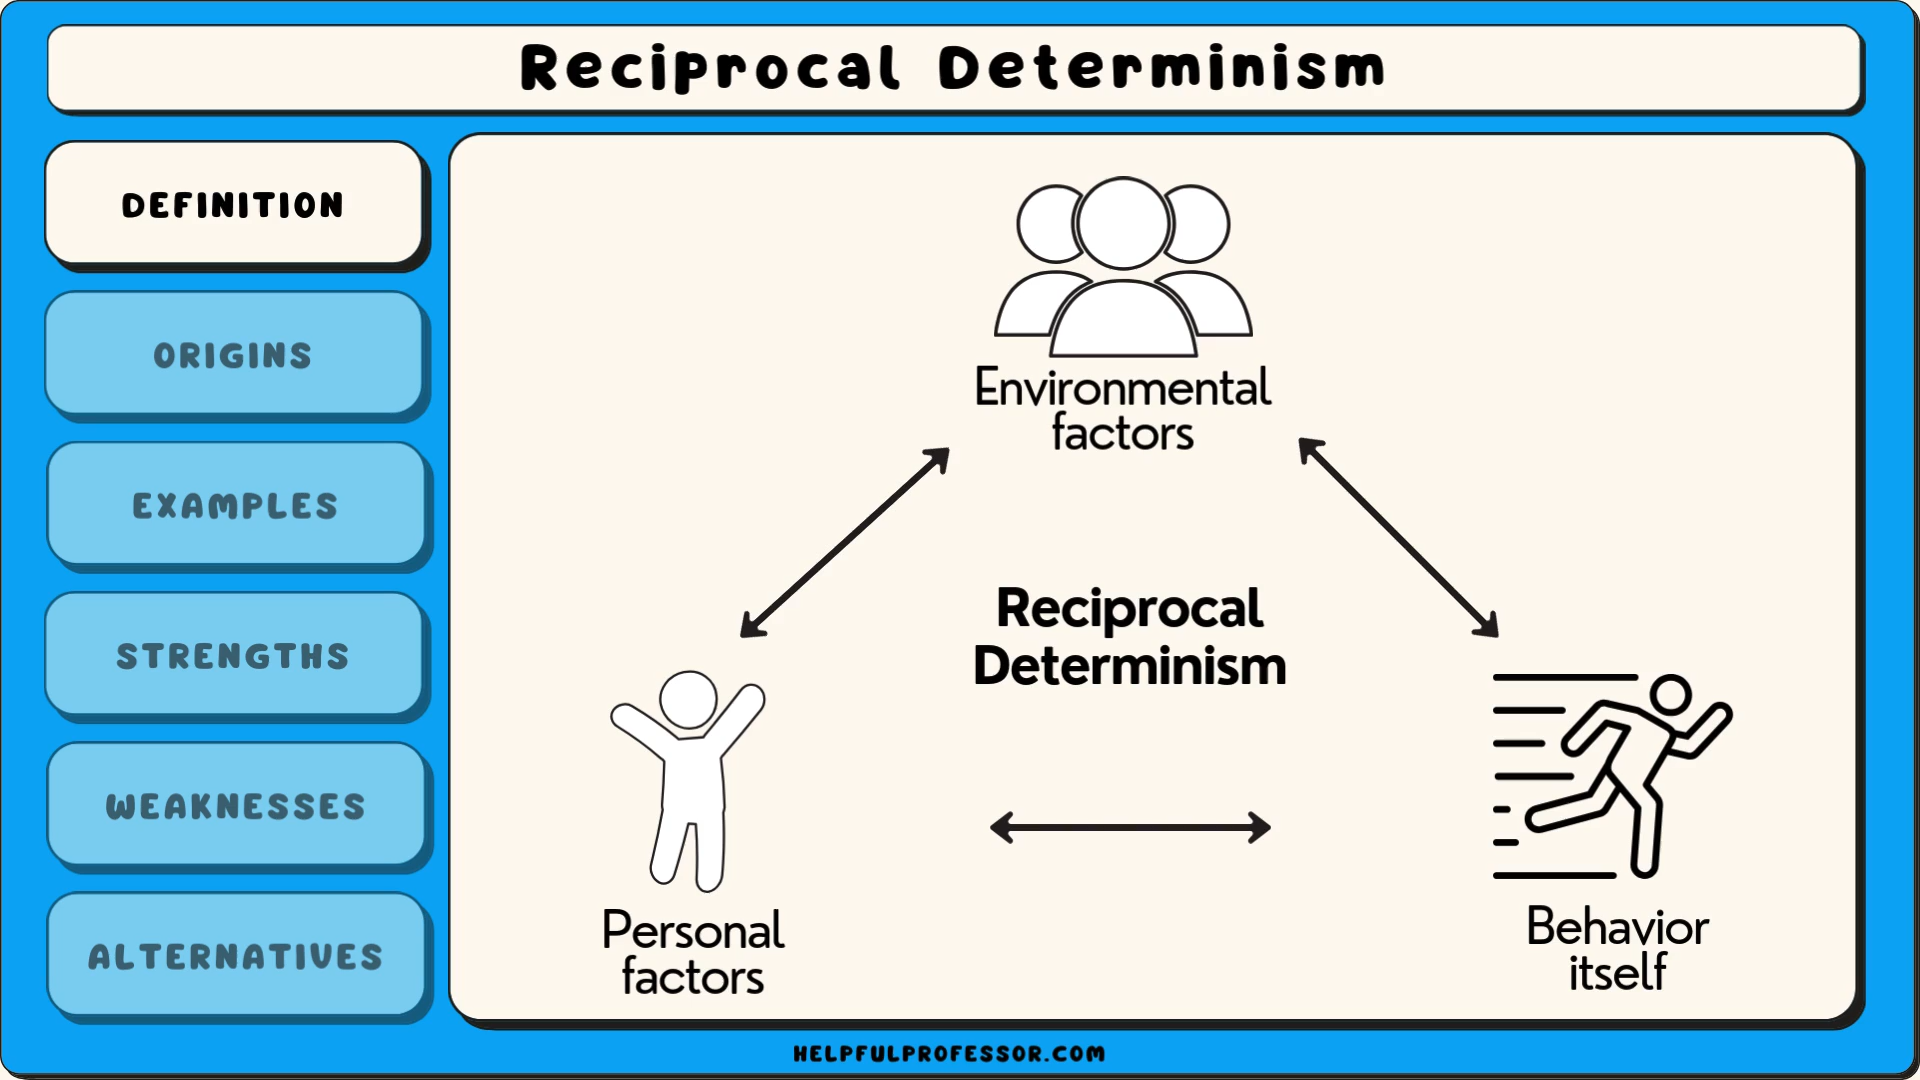 Reciprocal Determinism
DEFINITION
ORIGINS
EXAMPLES
STRENGTHS
WEAKNESSES
ALTERNATIVES
Environmental
factors
Reciprocal
Determinism
Personal
factors
Behavior
itself
HELPFULPROFESSOR.COM